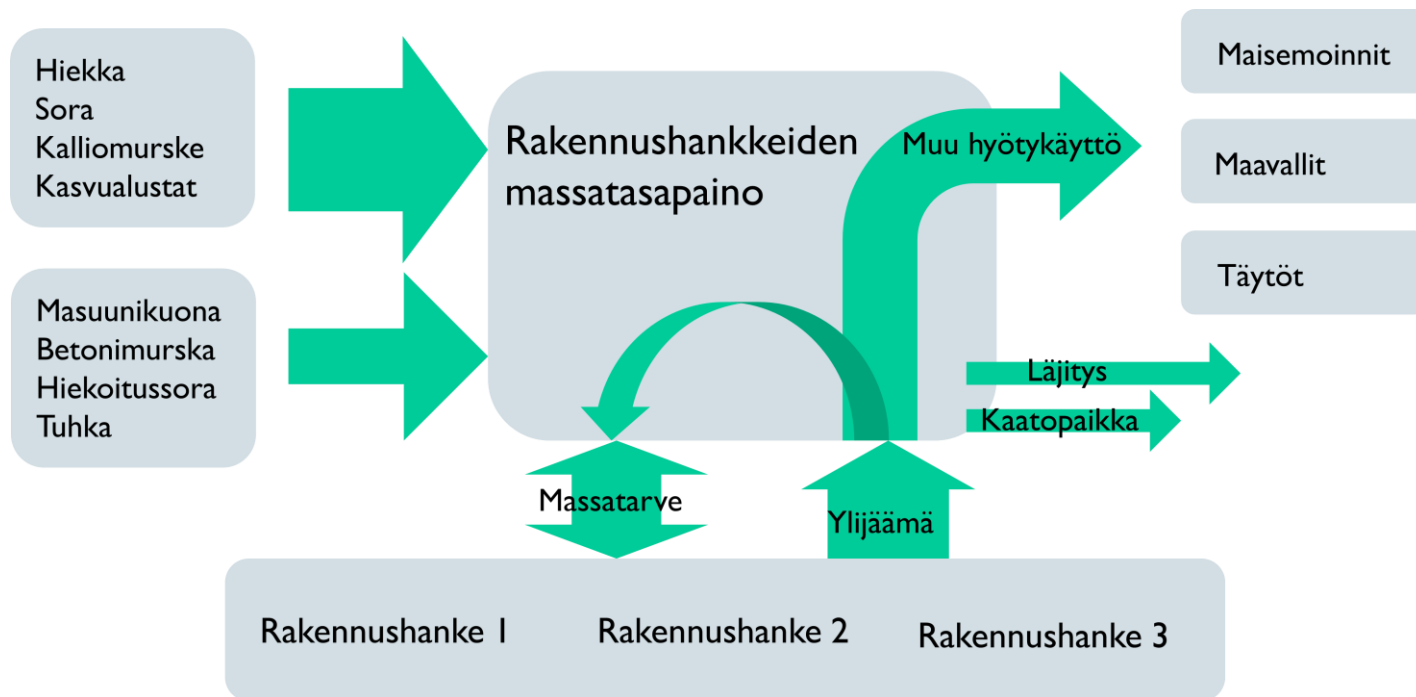 Hiekka
Sora
Kalliomurske
Kasvualustat
Masuunikuona
Betonimurska
Hiekoitussora
Tuhka
Rakennushankkeiden
massatasapaino
Muu hyötykäyttö
Maisemoinnit
Maavallit
Täytöt
Läjitys
Kaatopaikka
Massatarve
Ylijäämä
Rakennushanke 1
Rakennushanke 2
Rakennushanke 3